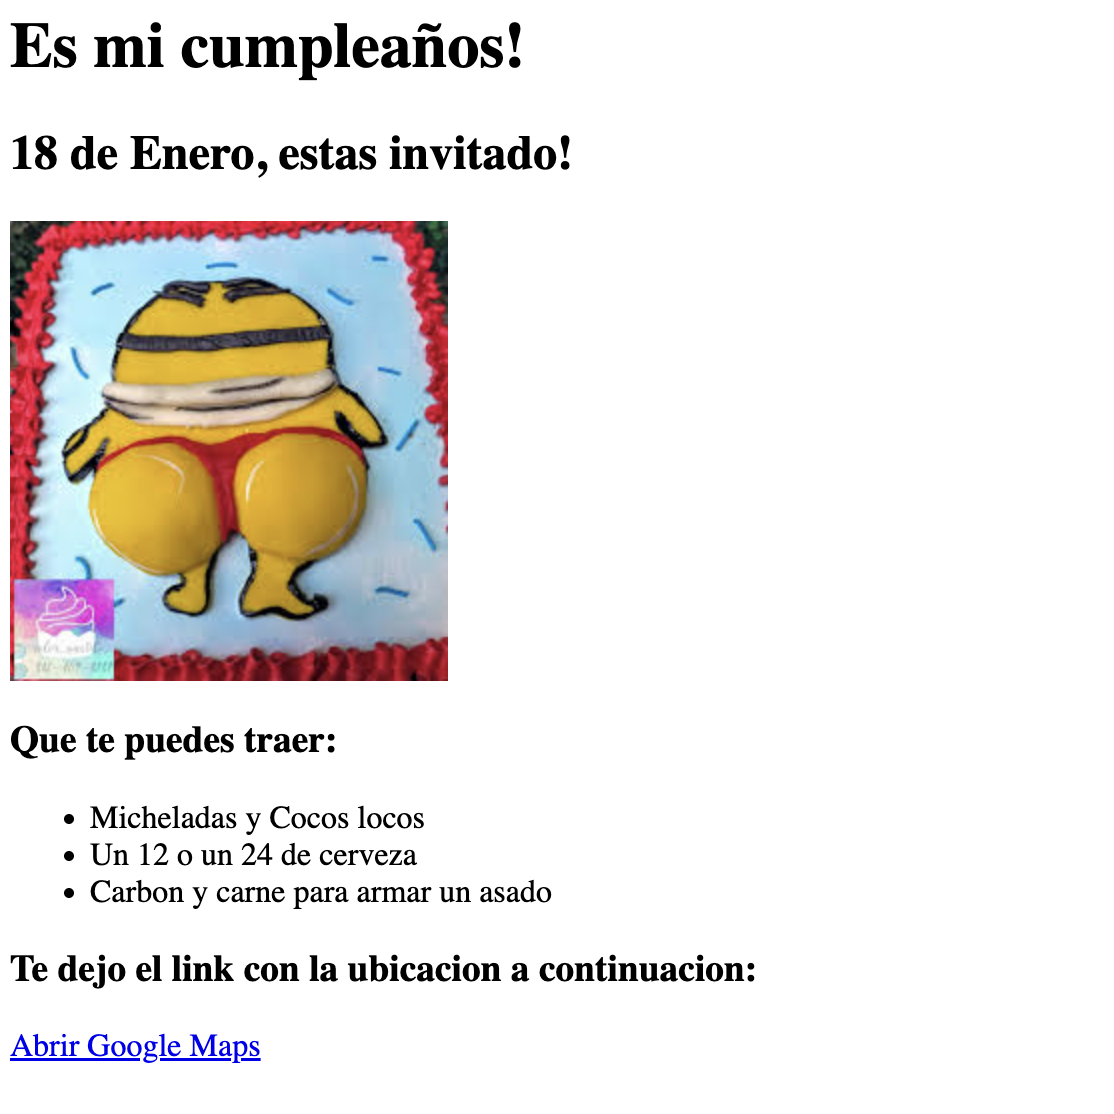 Es mi cumpleaños!
18 de Enero, estas invitado!
Que te puedes traer:
Micheladas y Cocos locos
Un 12 o un 24 de cerveza
Carbon y carne para armar un asado
Te dejo el link con la ubicacion a continuacion:
Abrir Google Maps